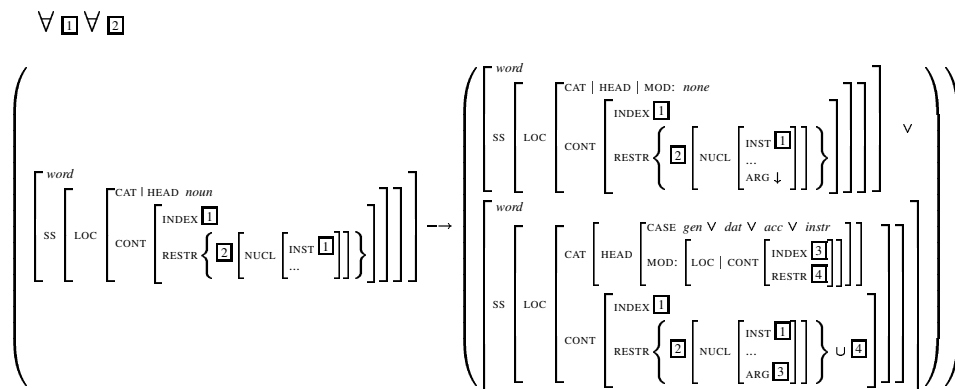 ∀ 1 ∀ 2
word
SS LOC CAT | HEAD noun
CONT INDEX 1
RESTR { 2 NUCL INST 1
... }
→
word
SS LOC CAT | HEAD | MOD: none
CONT INDEX 1
RESTR { 2 NUCL INST 1
...
ARG ↓ }
∨
word
SS LOC CAT HEAD CASE gen ∨ dat ∨ acc ∨ instr
MOD: LOC | CONT INDEX 3
RESTR 4
CONT INDEX 1
RESTR { 2 NUCL INST 1
...
ARG 3 } ∪ 4